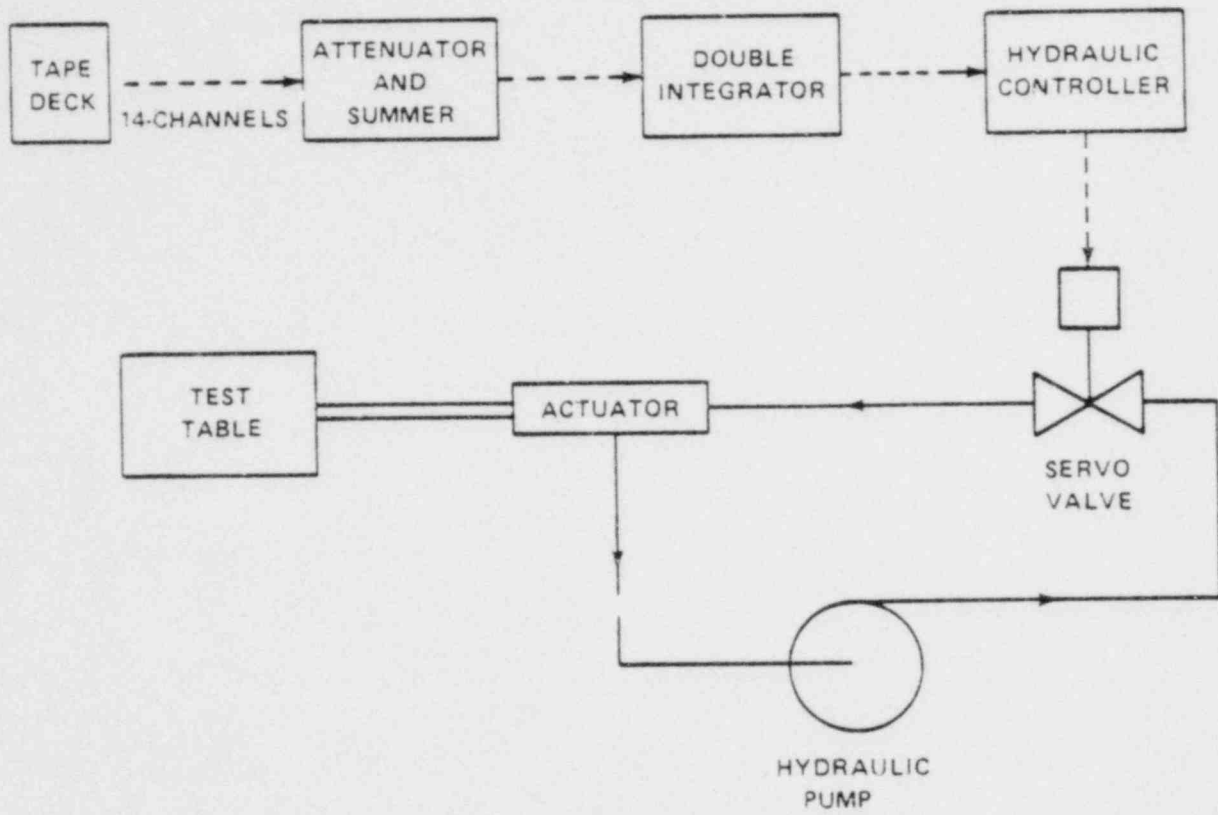 TAPE
DECK
14-CHANNELS
ATTENUATOR
AND
SUMMER
DOUBLE
INTEGRATOR
HYDRAULIC
CONTROLLER
TEST
TABLE
ACTUATOR
SERVO
VALVE
HYDRAULIC
PUMP